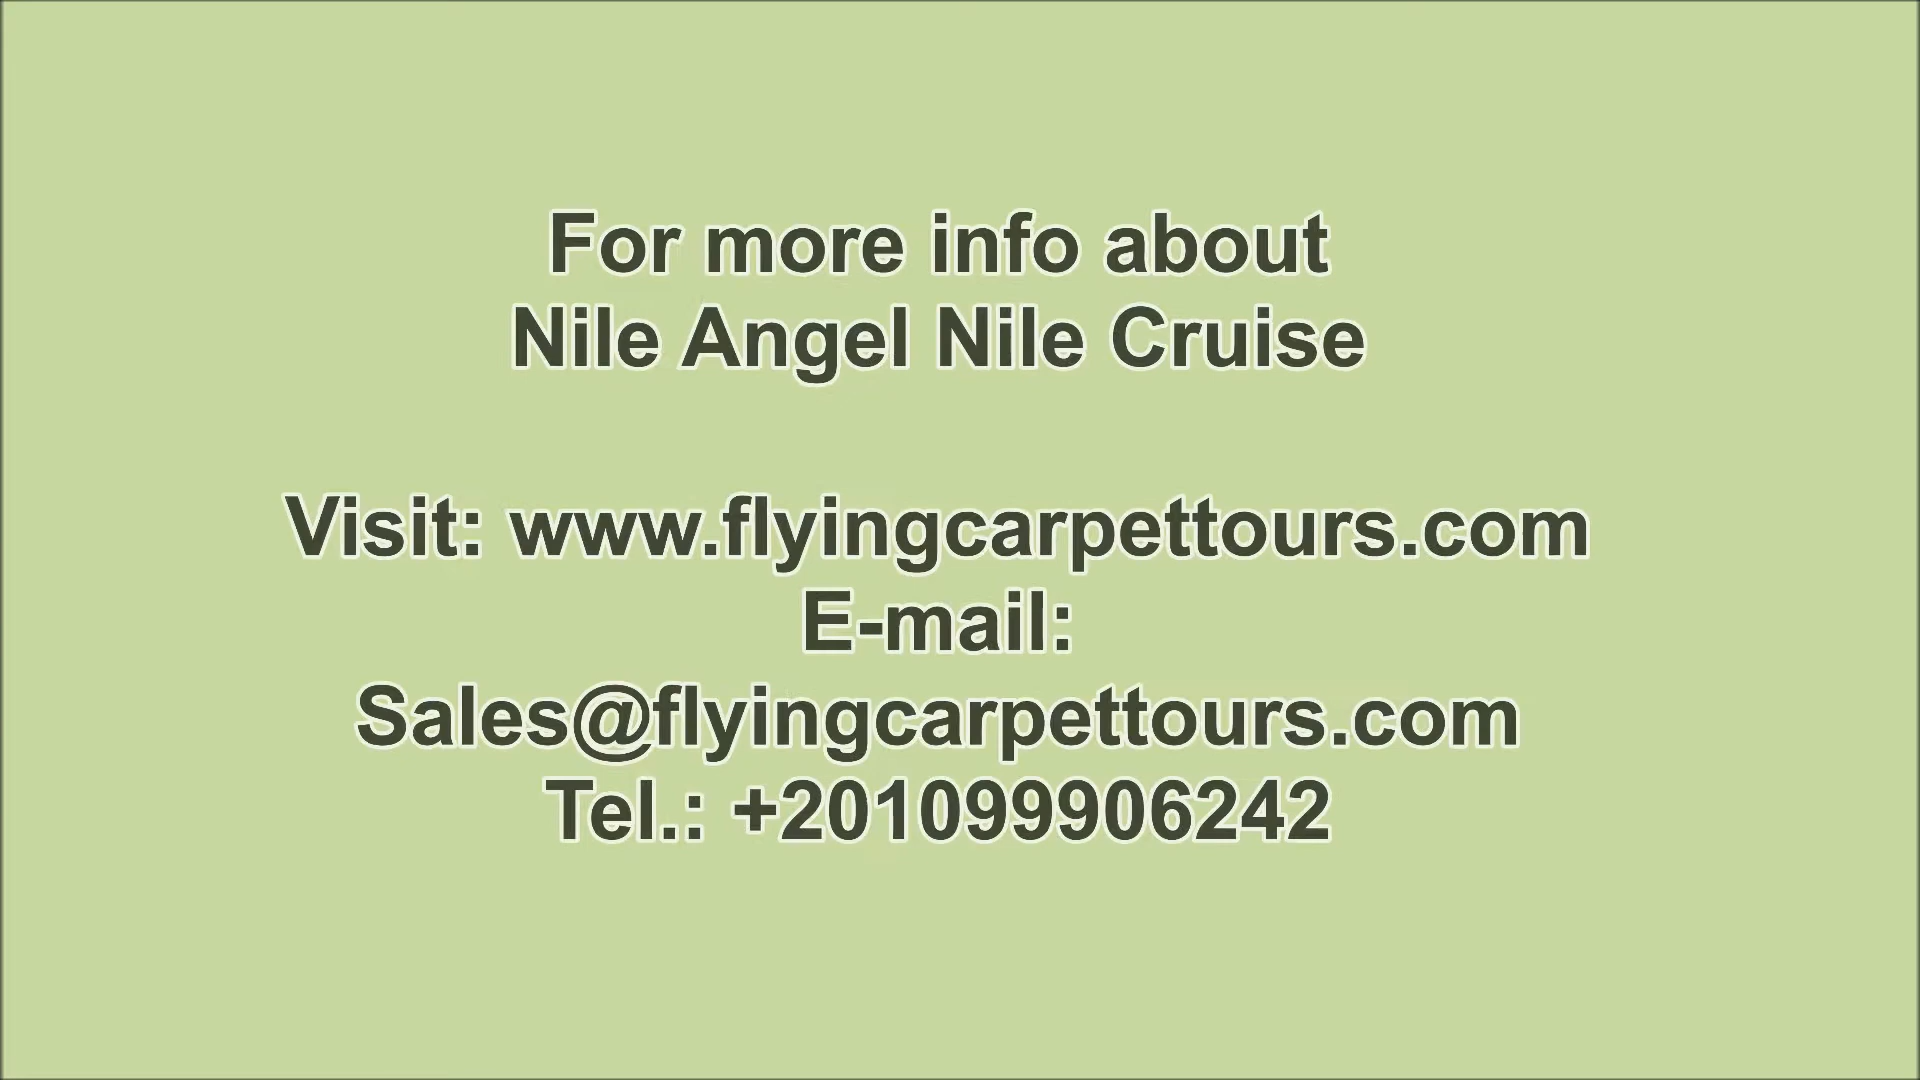 For more info about
Nile Angel Nile Cruise
Visit: www.flyingcarpettours.com
E-mail:
Sales@flyingcarpettours.com
Tel.: +201099906242